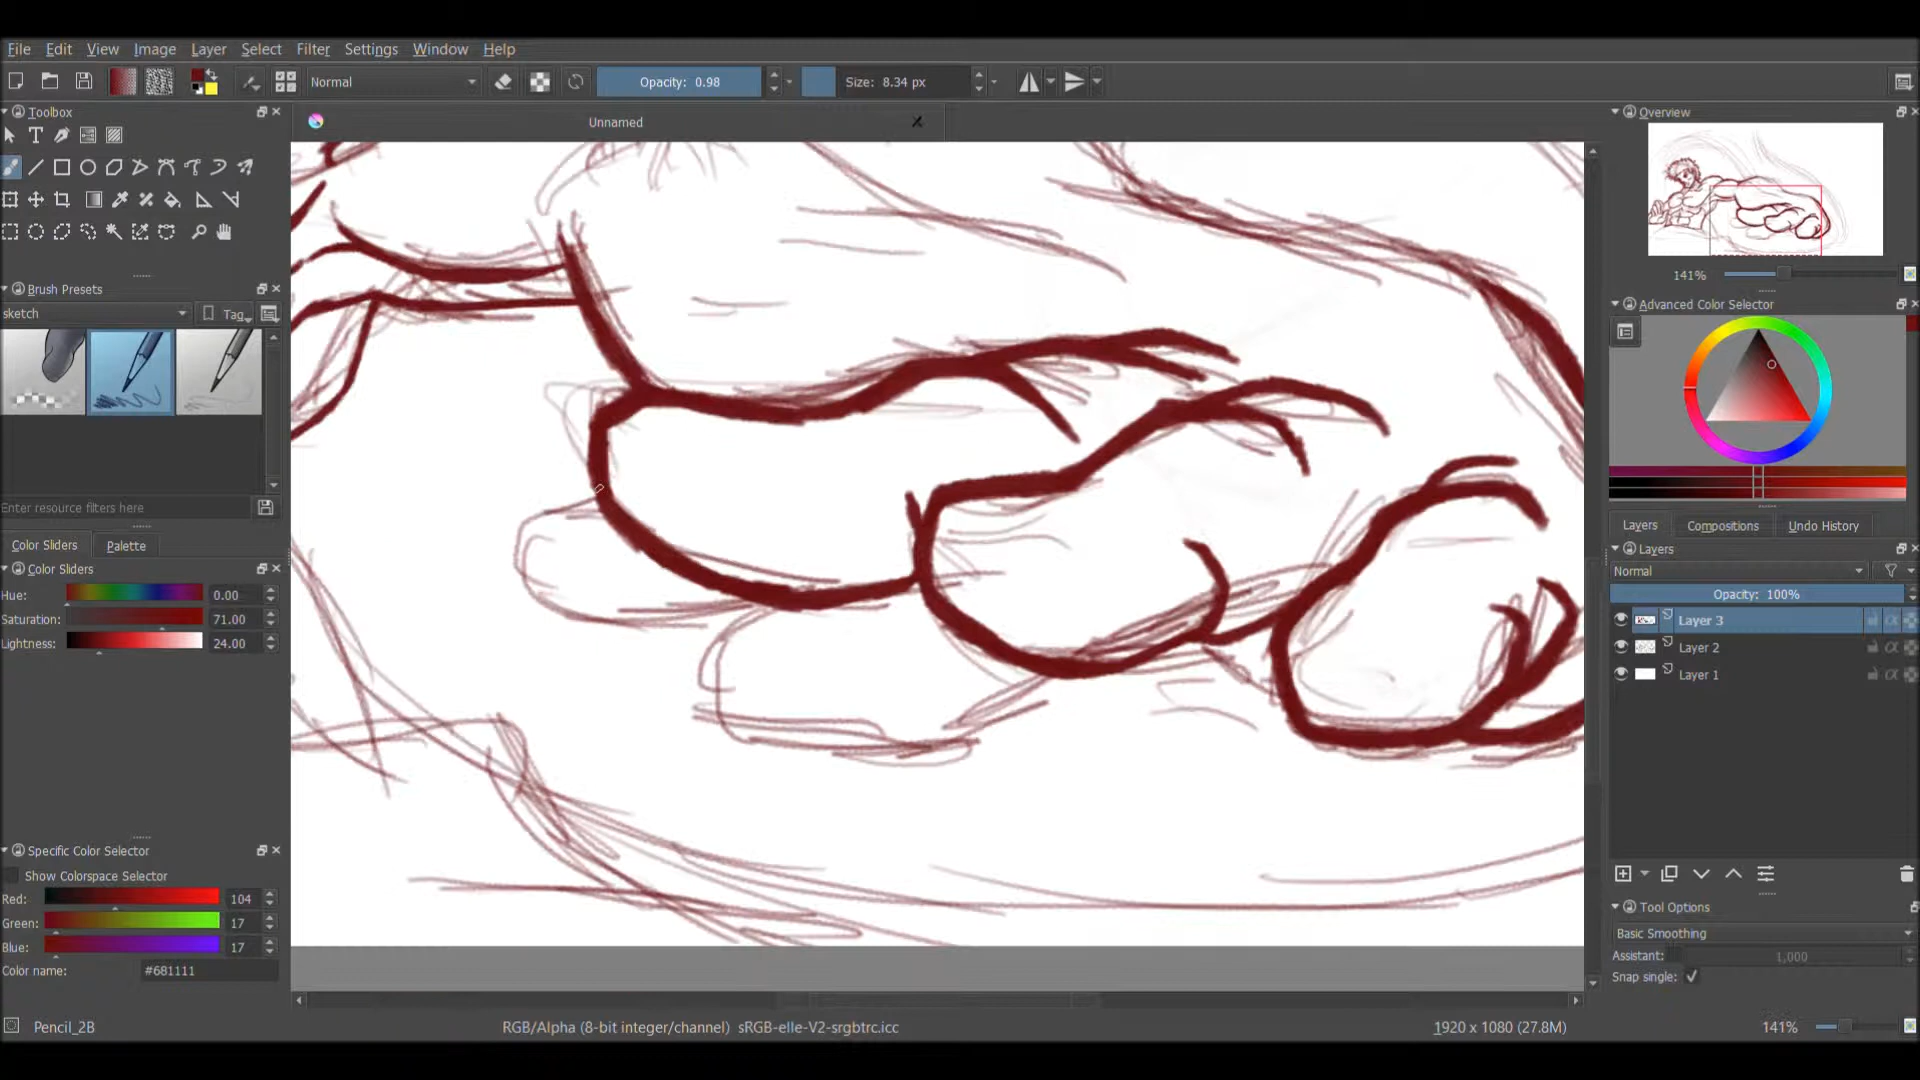 File Edit View Image Layer Select Filter Settings Window Help
Normal Opacity: 0.98 Size: 8.34 px
Toolbox
Unnamed
Overview
141%
Brush Presets
sketch Tag
Enter resource filters here
Color Sliders Palette
Color Sliders
Hue: 0.00
Saturation: 71.00
Lightness: 24.00
Specific Color Selector
Show Colorspace Selector
Red: 104
Green: 17
Blue: 17
Color name: #681111
Advanced Color Selector
Layers Compositions Undo History
Layers
Normal
Opacity: 100%
Layer 3
Layer 2
Layer 1
Tool Options
Basic Smoothing
Assistant: 1,000
Snap single:
Pencil_2B RGB/Alpha (8-bit integer/channel) sRGB-elle-V2-srgbtrc.icc 1920 x 1080 (27.8M) 141%